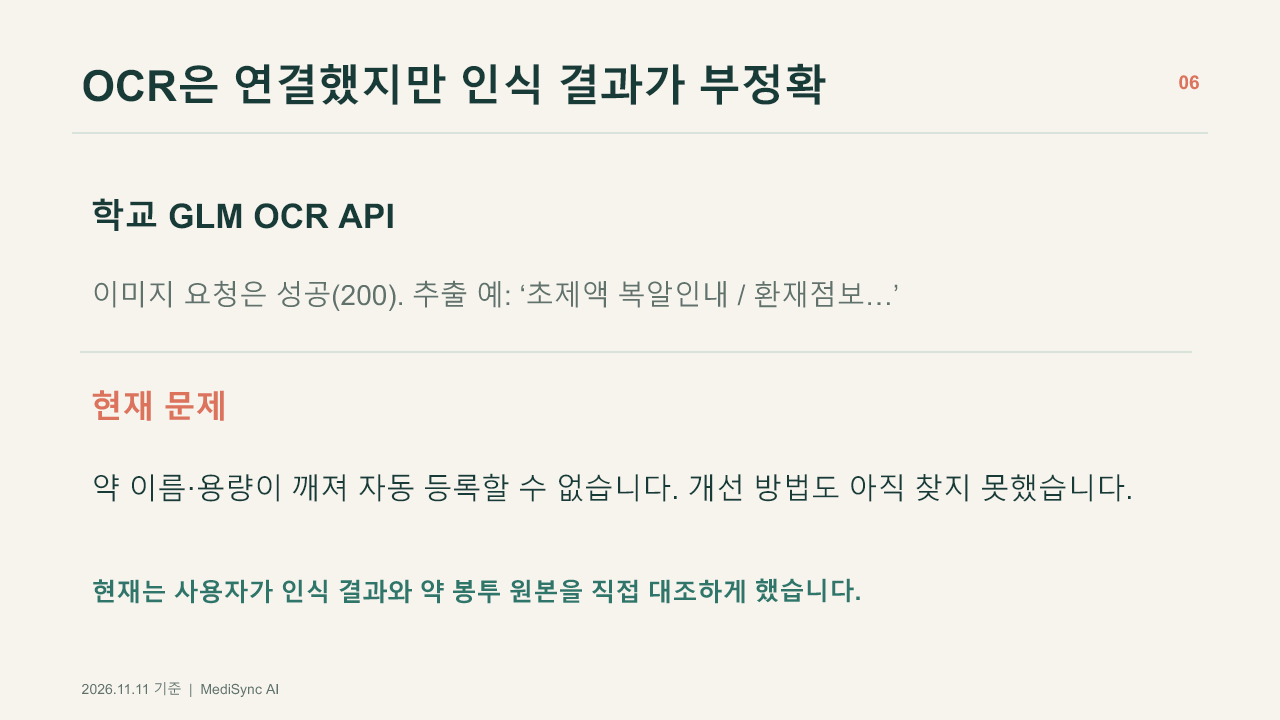 OCR은 연결했지만 인식 결과가 부정확
06
학교 GLM OCR API
이미지 요청은 성공(200). 추출 예: ‘초제액 복알인내 / 환재점보…’
현재 문제
약 이름·용량이 깨져 자동 등록할 수 없습니다. 개선 방법도 아직 찾지 못했습니다.
현재는 사용자가 인식 결과와 약 봉투 원본을 직접 대조하게 했습니다.
2026.11.11 기준 | MediSync AI